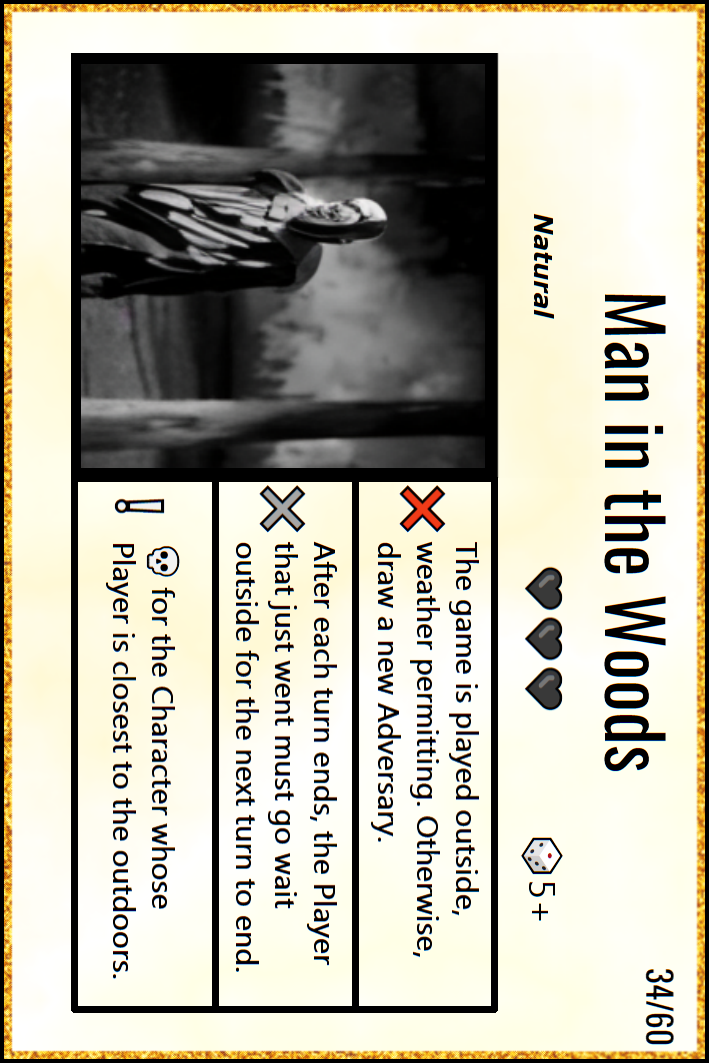 34/60
Man in the Woods
Natural
5+
The game is played outside,
weather permitting. Otherwise,
draw a new Adversary.
After each turn ends, the Player
that just went must go wait
outside for the next turn to end.
for the Character whose
Player is closest to the outdoors.